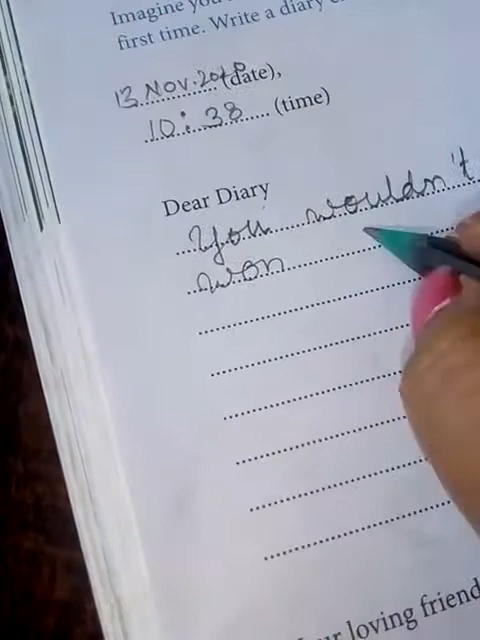 Imagine you
first time. Write a diary
13 Nov. 2018 (date),
10:38 (time)
Dear Diary
You wouldn't
won
loving friend